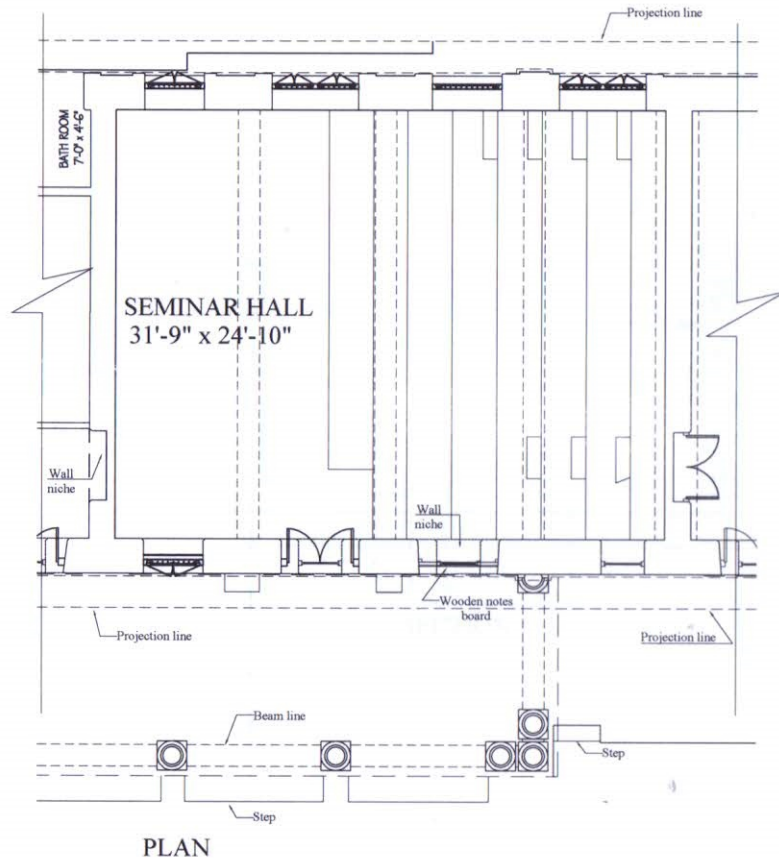 Projection line
BATH ROOM
7'-0" x 4'-6"
SEMINAR HALL
31'-9" x 24'-10"
Wall
niche
Wall
niche
Wooden notes
board
Projection line
Projection line
Beam line
Step
Step
PLAN